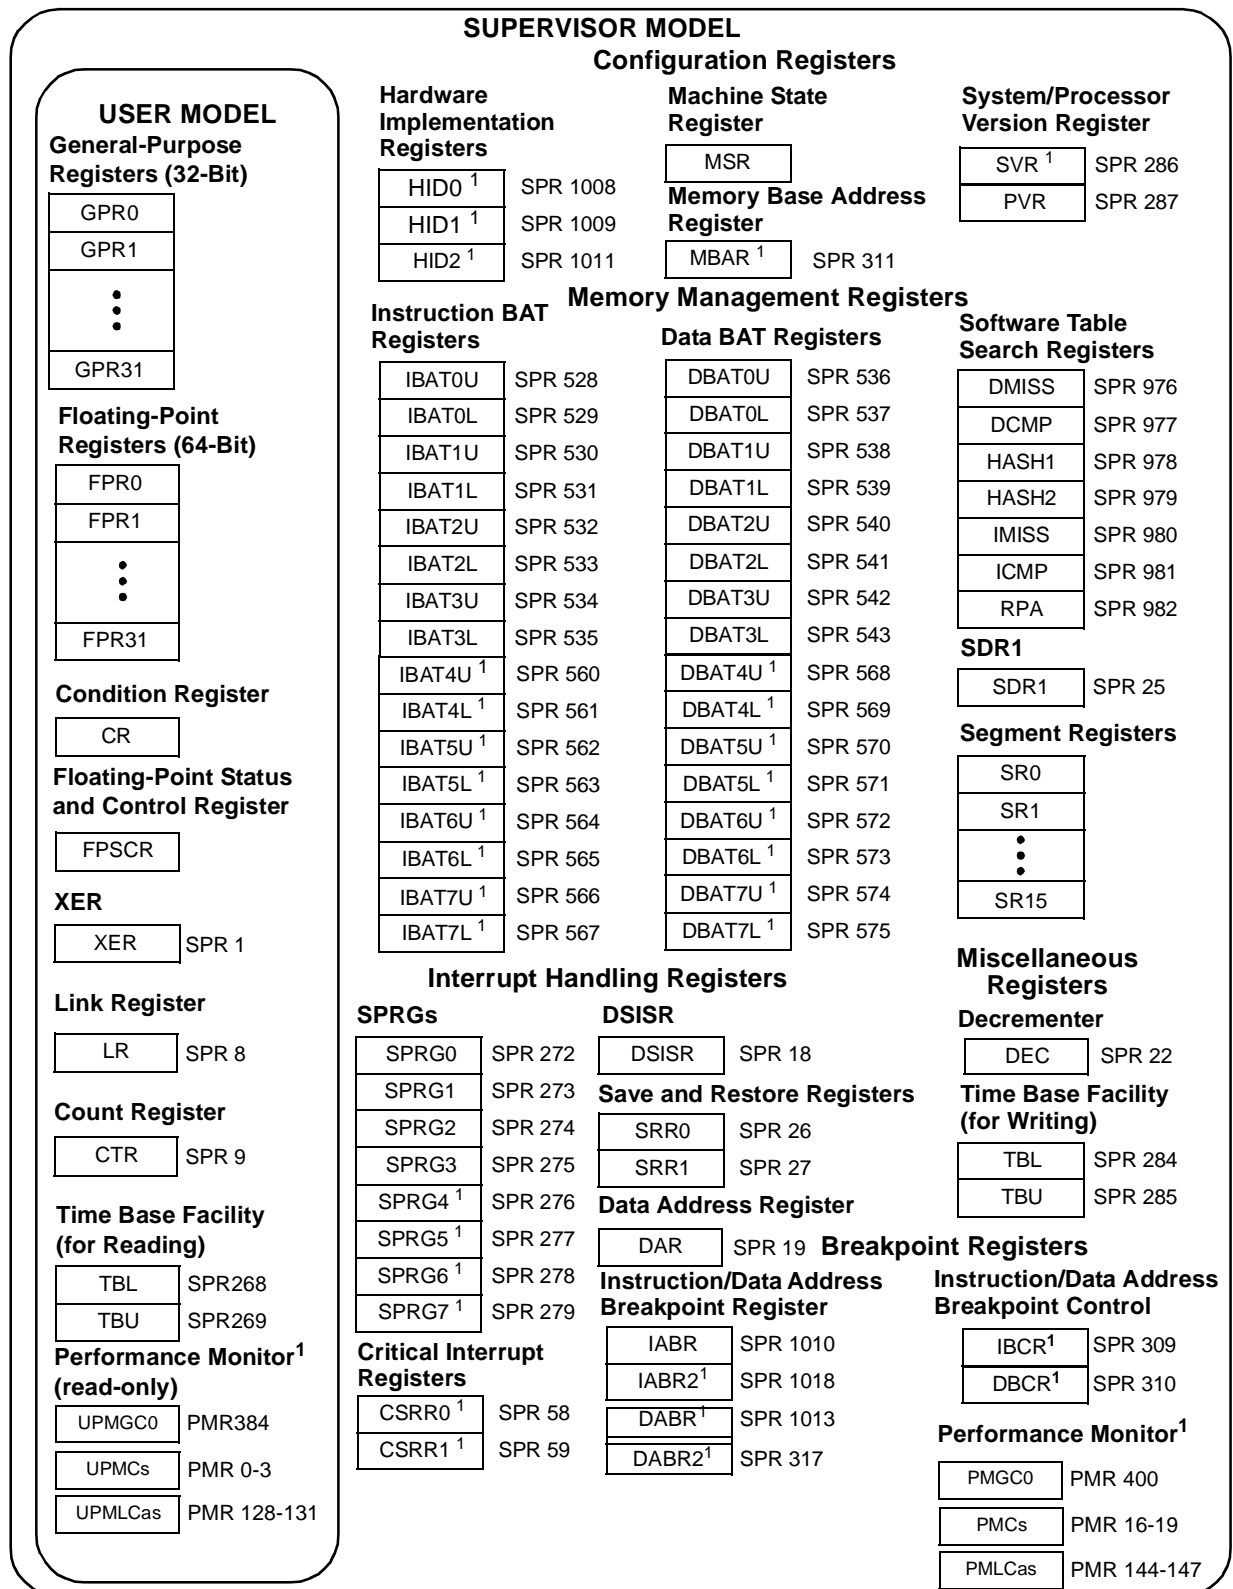 SUPERVISOR MODEL
Configuration Registers
USER MODEL
General-Purpose
Registers (32-Bit)
GPR0
GPR1
GPR31
Floating-Point
Registers (64-Bit)
FPR0
FPR1
FPR31
Condition Register
CR
Floating-Point Status
and Control Register
FPSCR
XER
XER SPR 1
Link Register
LR SPR 8
Count Register
CTR SPR 9
Time Base Facility
(for Reading)
TBL SPR268
TBU SPR269
Performance Monitor1
(read-only)
UPMGC0 PMR384
UPMCs PMR 0-3
UPMLCas PMR 128-131
Hardware
Implementation
Registers
HID0 1 SPR 1008
HID1 1 SPR 1009
HID2 1 SPR 1011
Machine State
Register
MSR
Memory Base Address
Register
MBAR 1 SPR 311
System/Processor
Version Register
SVR 1 SPR 286
PVR SPR 287
Memory Management Registers
Instruction BAT
Registers
IBAT0U SPR 528
IBAT0L SPR 529
IBAT1U SPR 530
IBAT1L SPR 531
IBAT2U SPR 532
IBAT2L SPR 533
IBAT3U SPR 534
IBAT3L SPR 535
IBAT4U 1 SPR 560
IBAT4L 1 SPR 561
IBAT5U 1 SPR 562
IBAT5L 1 SPR 563
IBAT6U 1 SPR 564
IBAT6L 1 SPR 565
IBAT7U 1 SPR 566
IBAT7L 1 SPR 567
Data BAT Registers
DBAT0U SPR 536
DBAT0L SPR 537
DBAT1U SPR 538
DBAT1L SPR 539
DBAT2U SPR 540
DBAT2L SPR 541
DBAT3U SPR 542
DBAT3L SPR 543
DBAT4U 1 SPR 568
DBAT4L 1 SPR 569
DBAT5U 1 SPR 570
DBAT5L 1 SPR 571
DBAT6U 1 SPR 572
DBAT6L 1 SPR 573
DBAT7U 1 SPR 574
DBAT7L 1 SPR 575
Software Table
Search Registers
DMISS SPR 976
DCMP SPR 977
HASH1 SPR 978
HASH2 SPR 979
IMISS SPR 980
ICMP SPR 981
RPA SPR 982
SDR1
SDR1 SPR 25
Segment Registers
SR0
SR1
SR15
Interrupt Handling Registers
SPRGs
SPRG0 SPR 272
SPRG1 SPR 273
SPRG2 SPR 274
SPRG3 SPR 275
SPRG4 1 SPR 276
SPRG5 1 SPR 277
SPRG6 1 SPR 278
SPRG7 1 SPR 279
Critical Interrupt
Registers
CSRR0 1 SPR 58
CSRR1 1 SPR 59
DSISR
DSISR SPR 18
Save and Restore Registers
SRR0 SPR 26
SRR1 SPR 27
Data Address Register
DAR SPR 19
Miscellaneous
Registers
Decrementer
DEC SPR 22
Time Base Facility
(for Writing)
TBL SPR 284
TBU SPR 285
Breakpoint Registers
Instruction/Data Address
Breakpoint Register
IABR SPR 1010
IABR2 1 SPR 1018
DABR 1 SPR 1013
DABR2 1 SPR 317
Instruction/Data Address
Breakpoint Control
IBCR1 SPR 309
DBCR1 SPR 310
Performance Monitor1
PMGC0 PMR 400
PMCs PMR 16-19
PMLCas PMR 144-147